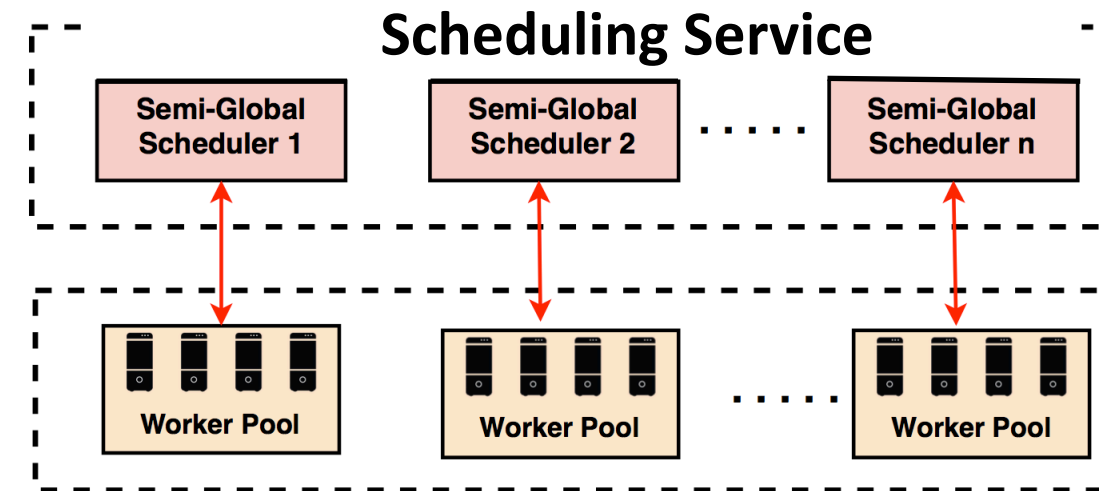 Scheduling Service
Semi-Global
Scheduler 1
Semi-Global
Scheduler 2
.....
Semi-Global
Scheduler n
Worker Pool
Worker Pool
.....
Worker Pool